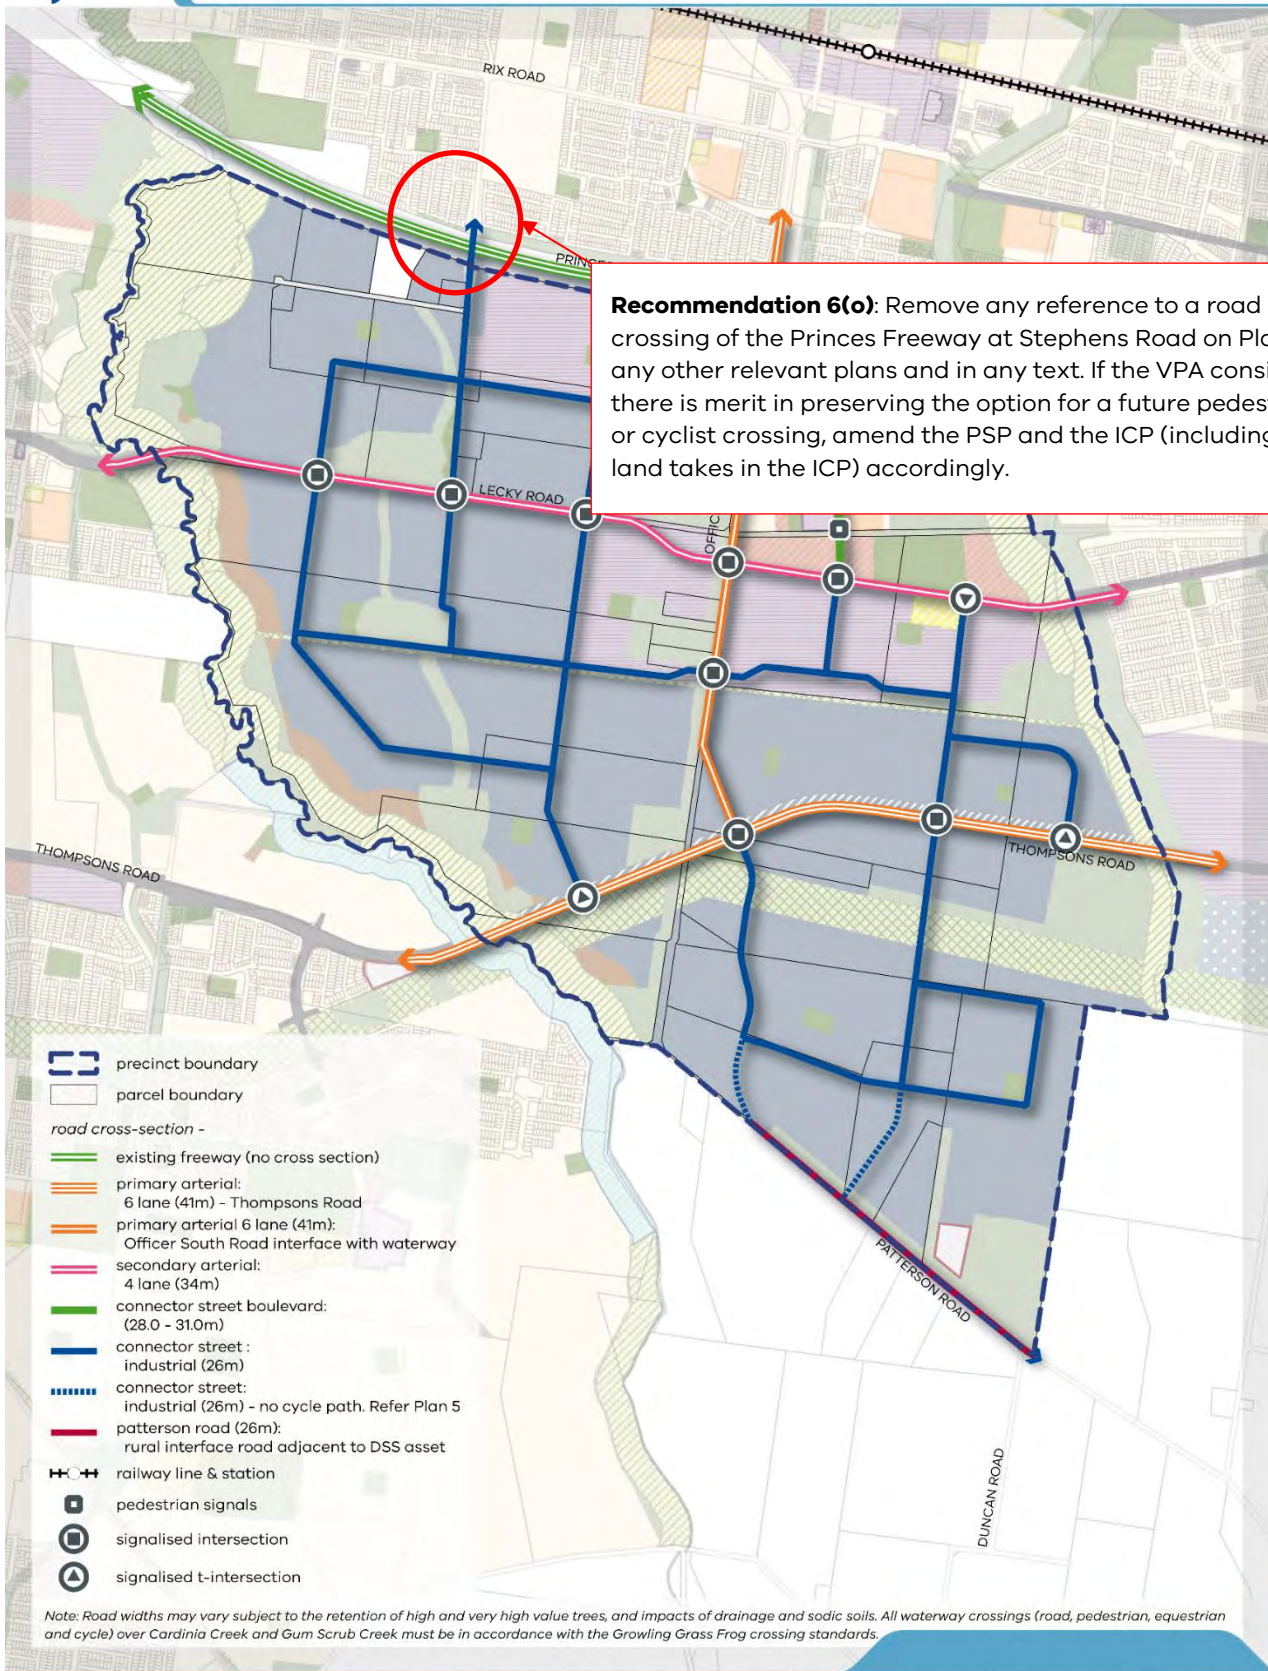 RIX ROAD
PRINCES
Recommendation 6(o): Remove any reference to a road
crossing of the Princes Freeway at Stephens Road on Pla
any other relevant plans and in any text. If the VPA consi
there is merit in preserving the option for a future pedes
or cyclist crossing, amend the PSP and the ICP (including
land takes in the ICP) accordingly.
LECKY ROAD
OFFIC
THOMPSONS ROAD
THOMPSONS ROAD
PATTERSON ROAD
DUNCAN ROAD
precinct boundary
parcel boundary
road cross-section -
existing freeway (no cross section)
primary arterial:
6 lane (41m) - Thompsons Road
primary arterial 6 lane (41m):
Officer South Road interface with waterway
secondary arterial:
4 lane (34m)
connector street boulevard:
(28.0 - 31.0m)
connector street :
industrial (26m)
connector street:
industrial (26m) - no cycle path. Refer Plan 5
patterson road (26m):
rural interface road adjacent to DSS asset
railway line & station
pedestrian signals
signalised intersection
signalised t-intersection
Note: Road widths may vary subject to the retention of high and very high value trees, and impacts of drainage and sodic soils. All waterway crossings (road, pedestrian, equestrian
and cycle) over Cardinia Creek and Gum Scrub Creek must be in accordance with the Growling Grass Frog crossing standards.